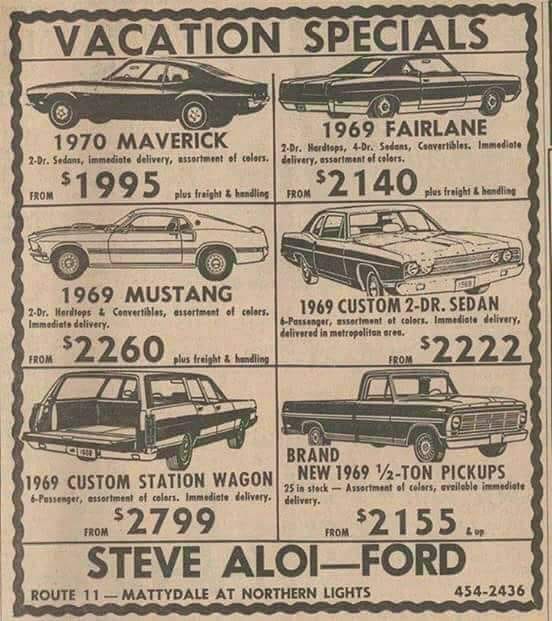 VACATION SPECIALS
1970 MAVERICK
2-Dr. Sedans, immediate delivery, assortment of colors.
FROM $1995 plus freight & handling
1969 FAIRLANE
2-Dr. Hardtops, 4-Dr. Sedans, Convertibles. Immediate
delivery, assortment of colors.
FROM $2140 plus freight & handling
1969 MUSTANG
2-Dr. Hardtops & Convertibles, assortment of colors.
Immediate delivery.
FROM $2260 plus freight & handling
1969
1969 CUSTOM 2-DR. SEDAN
6-Passenger, assortment of colors. Immediate delivery,
delivered in metropolitan area.
FROM $2222
1969 CUSTOM STATION WAGON
6-Passenger, assortment of colors. Immediate delivery.
FROM $2799
BRAND
NEW 1969 ½-TON PICKUPS
25 in stock — Assortment of colors, available immediate
delivery.
FROM $2155 & up
STEVE ALOI—FORD
ROUTE 11 — MATTYDALE AT NORTHERN LIGHTS 454-2436